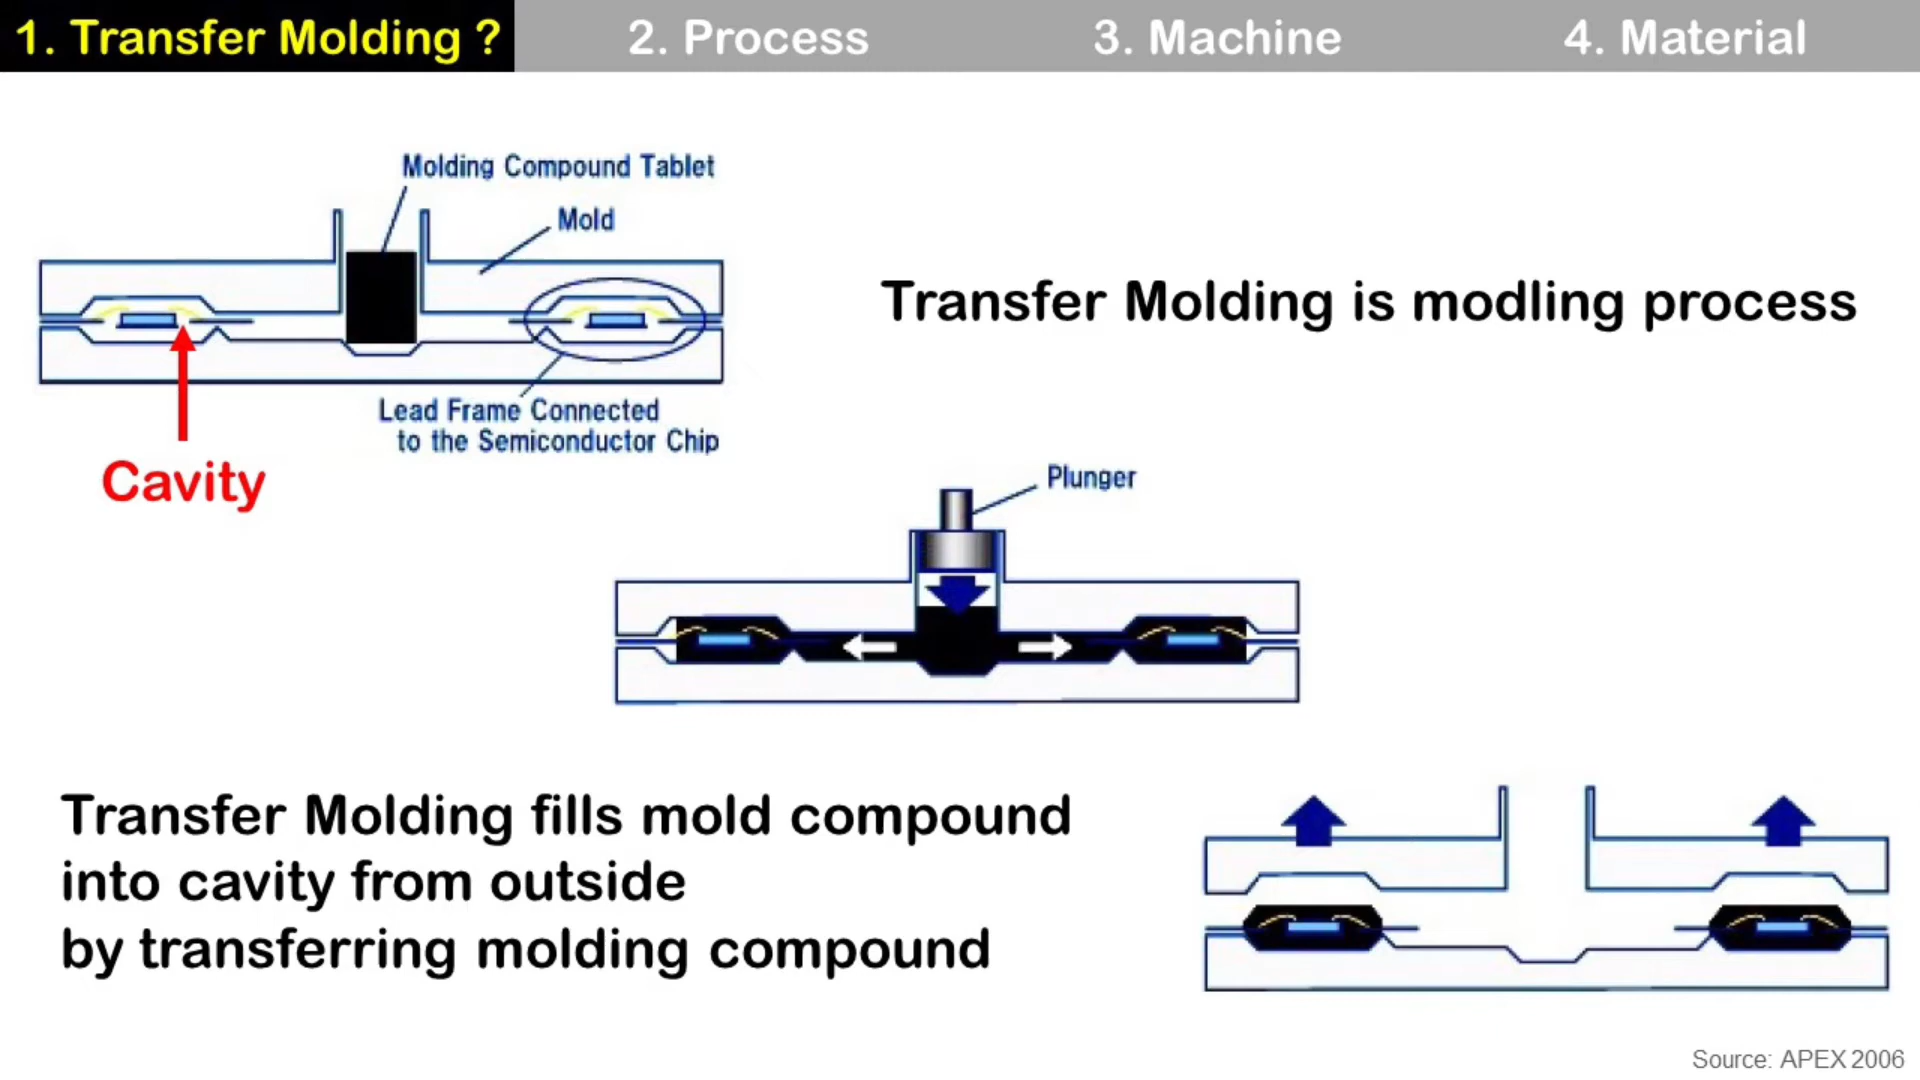 1. Transfer Molding ?
2. Process
3. Machine
4. Material
Molding Compound Tablet
Mold
Transfer Molding is modling process
Lead Frame Connected
to the Semiconductor Chip
Cavity
Plunger
Transfer Molding fills mold compound
into cavity from outside
by transferring molding compound
Source: APEX 2006